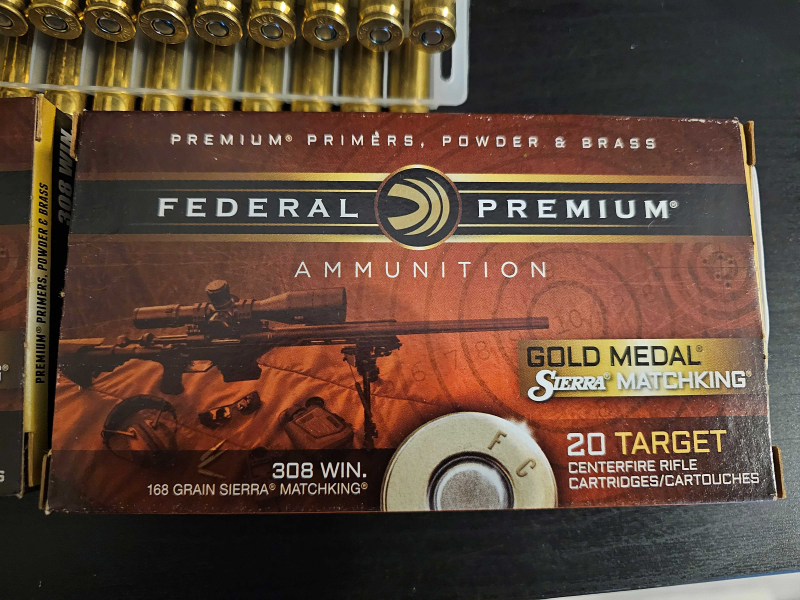 PREMIUM® PRIMERS, POWDER & BRASS
FEDERAL PREMIUM®
AMMUNITION
GOLD MEDAL®
SIERRA® MATCHKING®
308 WIN.
168 GRAIN SIERRA® MATCHKING®
20 TARGET
CENTERFIRE RIFLE
CARTRIDGES/CARTOUCHES
F C
308 WIN.
PREMIUM® PRIMERS, POWDER & BRASS